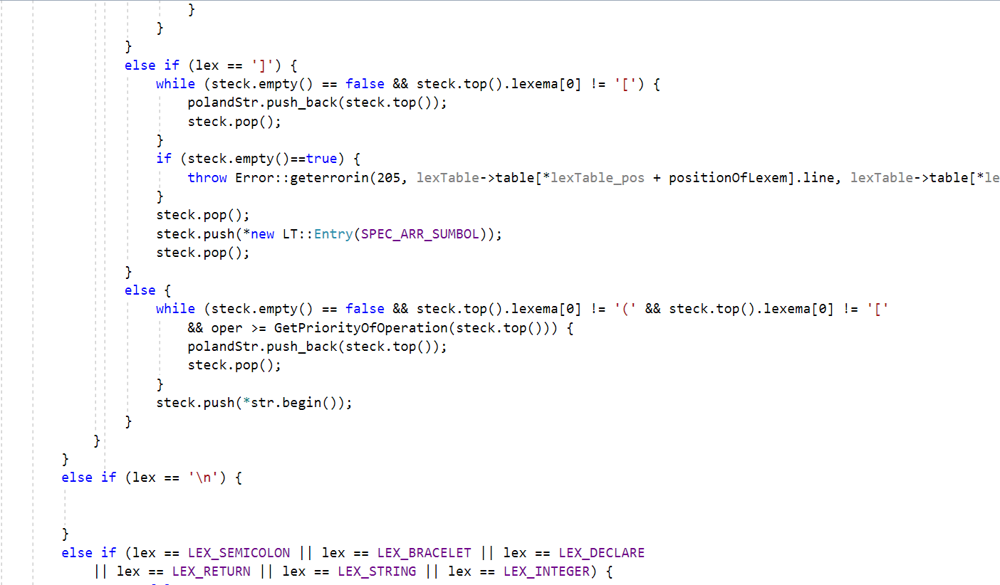 }
}
}
else if (lex == ']') {
while (steck.empty() == false && steck.top().lexema[0] != '[') {
polandStr.push_back(steck.top());
steck.pop();
}
if (steck.empty()==true) {
throw Error::geterrorin(205, lexTable->table[*lexTable_pos + positionOfLexem].line, lexTable->table[*le
}
steck.pop();
steck.push(*new LT::Entry(SPEC_ARR_SUMBOL));
steck.pop();
}
else {
while (steck.empty() == false && steck.top().lexema[0] != '(' && steck.top().lexema[0] != '['
&& oper >= GetPriorityOfOperation(steck.top())) {
polandStr.push_back(steck.top());
steck.pop();
}
steck.push(*str.begin());
}
}
}
else if (lex == '\n') {
}
else if (lex == LEX_SEMICOLON || lex == LEX_BRACELET || lex == LEX_DECLARE
|| lex == LEX_RETURN || lex == LEX_STRING || lex == LEX_INTEGER) {